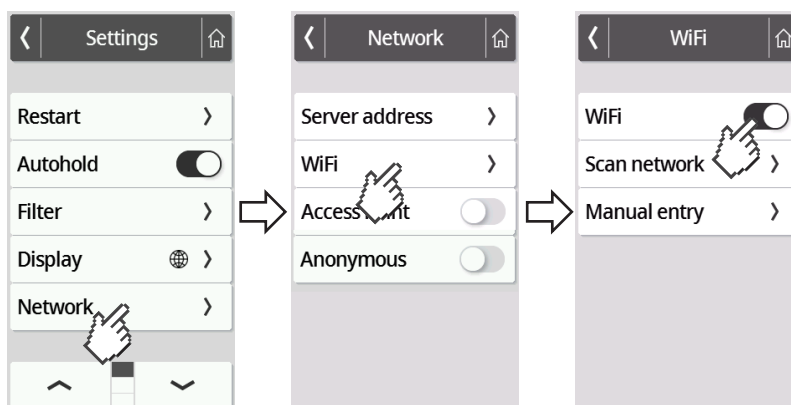 Settings
Restart
Autohold
Filter
Display
Network
Network
Server address
WiFi
Access
Anonymous
WiFi
WiFi
Scan network
Manual entry